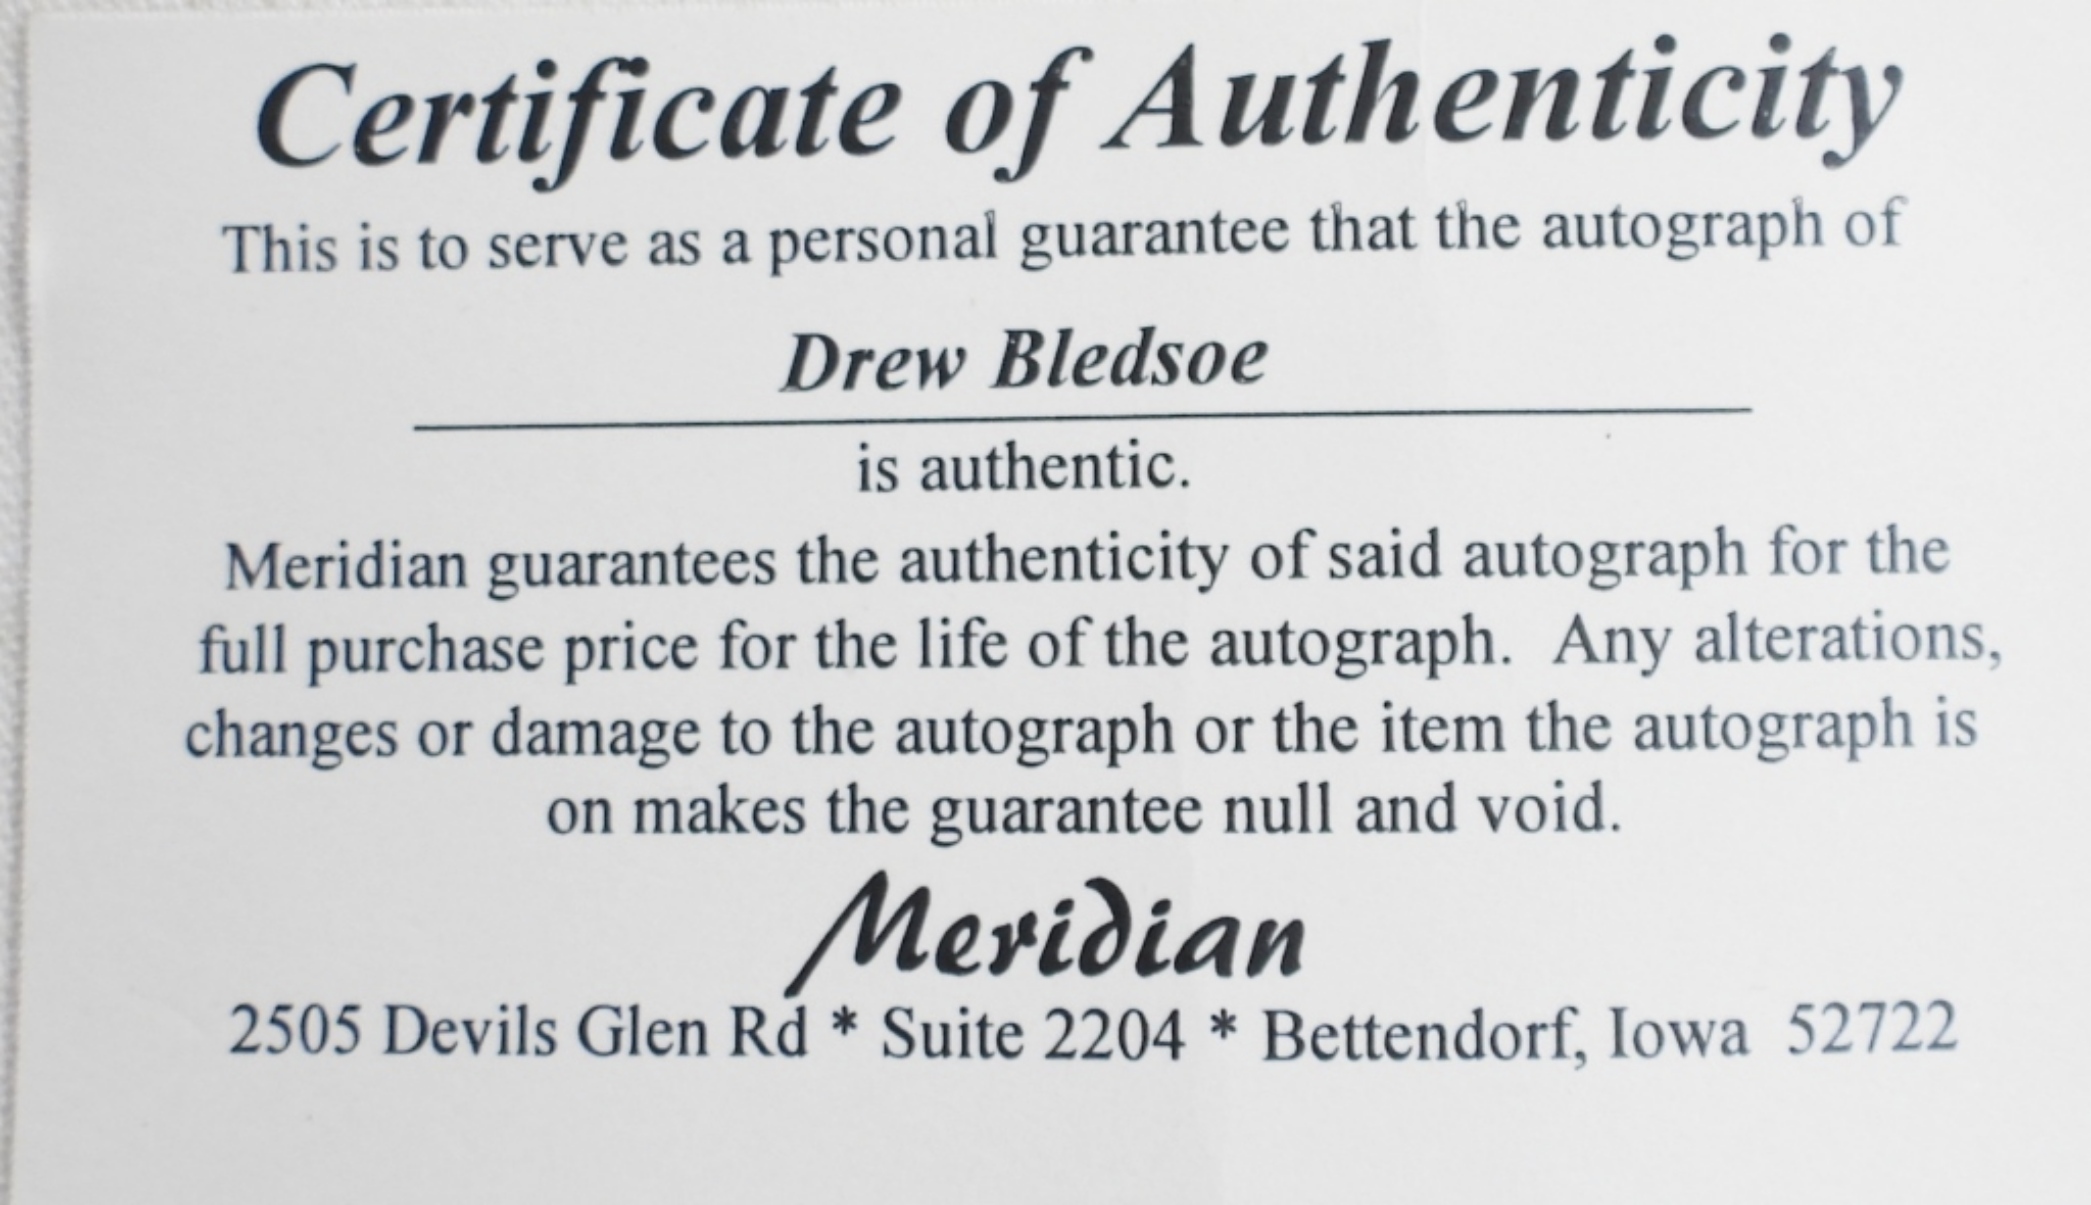 Certificate of Authenticity
This is to serve as a personal guarantee that the autograph of
Drew Bledsoe
is authentic.
Meridian guarantees the authenticity of said autograph for the
full purchase price for the life of the autograph.  Any alterations,
changes or damage to the autograph or the item the autograph is
on makes the guarantee null and void.
Meridian
2505 Devils Glen Rd * Suite 2204 * Bettendorf, Iowa  52722